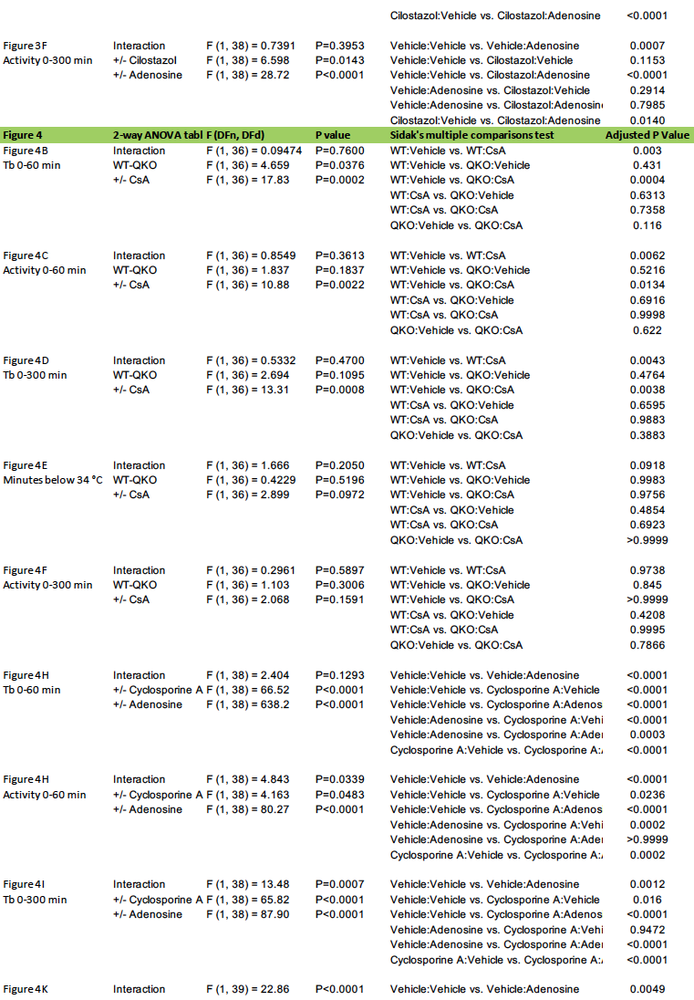 Cilostazol:Vehicle vs. Cilostazol:Adenosine <0.0001
Figure 3F Interaction F (1, 38) = 0.7391 P=0.3953 Vehicle:Vehicle vs. Vehicle:Adenosine 0.0007
Activity 0-300 min +/- Cilostazol F (1, 38) = 6.598 P=0.0143 Vehicle:Vehicle vs. Cilostazol:Vehicle 0.1153
+/- Adenosine F (1, 38) = 28.72 P<0.0001 Vehicle:Vehicle vs. Cilostazol:Adenosine <0.0001
Vehicle:Adenosine vs. Cilostazol:Vehicle 0.2914
Vehicle:Adenosine vs. Cilostazol:Adenosin 0.7985
Cilostazol:Vehicle vs. Cilostazol:Adenosine 0.0140
Figure 4 2-way ANOVA tabl F (DFn, DFd) P value Sidak's multiple comparisons test Adjusted P Value
Figure 4B Interaction F (1, 36) = 0.09474 P=0.7600 WT:Vehicle vs. WT:CsA 0.003
Tb 0-60 min WT-QKO F (1, 36) = 4.659 P=0.0376 WT:Vehicle vs. QKO:Vehicle 0.431
+/- CsA F (1, 36) = 17.83 P=0.0002 WT:Vehicle vs. QKO:CsA 0.0004
WT:CsA vs. QKO:Vehicle 0.6313
WT:CsA vs. QKO:CsA 0.7358
QKO:Vehicle vs. QKO:CsA 0.116
Figure 4C Interaction F (1, 36) = 0.8549 P=0.3613 WT:Vehicle vs. WT:CsA 0.0062
Activity 0-60 min WT-QKO F (1, 36) = 1.837 P=0.1837 WT:Vehicle vs. QKO:Vehicle 0.5216
+/- CsA F (1, 36) = 10.88 P=0.0022 WT:Vehicle vs. QKO:CsA 0.0134
WT:CsA vs. QKO:Vehicle 0.6916
WT:CsA vs. QKO:CsA 0.9998
QKO:Vehicle vs. QKO:CsA 0.622
Figure 4D Interaction F (1, 36) = 0.5332 P=0.4700 WT:Vehicle vs. WT:CsA 0.0043
Tb 0-300 min WT-QKO F (1, 36) = 2.694 P=0.1095 WT:Vehicle vs. QKO:Vehicle 0.4764
+/- CsA F (1, 36) = 13.31 P=0.0008 WT:Vehicle vs. QKO:CsA 0.0038
WT:CsA vs. QKO:Vehicle 0.6595
WT:CsA vs. QKO:CsA 0.9883
QKO:Vehicle vs. QKO:CsA 0.3883
Figure 4E Interaction F (1, 36) = 1.666 P=0.2050 WT:Vehicle vs. WT:CsA 0.0918
Minutes below 34 °C WT-QKO F (1, 36) = 0.4229 P=0.5196 WT:Vehicle vs. QKO:Vehicle 0.9983
+/- CsA F (1, 36) = 2.899 P=0.0972 WT:Vehicle vs. QKO:CsA 0.9756
WT:CsA vs. QKO:Vehicle 0.4854
WT:CsA vs. QKO:CsA 0.6923
QKO:Vehicle vs. QKO:CsA >0.9999
Figure 4F Interaction F (1, 36) = 0.2961 P=0.5897 WT:Vehicle vs. WT:CsA 0.9738
Activity 0-300 min WT-QKO F (1, 36) = 1.103 P=0.3006 WT:Vehicle vs. QKO:Vehicle 0.845
+/- CsA F (1, 36) = 2.068 P=0.1591 WT:Vehicle vs. QKO:CsA >0.9999
WT:CsA vs. QKO:Vehicle 0.4208
WT:CsA vs. QKO:CsA 0.9995
QKO:Vehicle vs. QKO:CsA 0.7866
Figure 4H Interaction F (1, 38) = 2.404 P=0.1293 Vehicle:Vehicle vs. Vehicle:Adenosine <0.0001
Tb 0-60 min +/- Cyclosporine A F (1, 38) = 66.52 P<0.0001 Vehicle:Vehicle vs. Cyclosporine A:Vehicle <0.0001
+/- Adenosine F (1, 38) = 638.2 P<0.0001 Vehicle:Vehicle vs. Cyclosporine A:Adenos <0.0001
Vehicle:Adenosine vs. Cyclosporine A:Vehi <0.0001
Vehicle:Adenosine vs. Cyclosporine A:Ader 0.0003
Cyclosporine A:Vehicle vs. Cyclosporine A:/ <0.0001
Figure 4H Interaction F (1, 38) = 4.843 P=0.0339 Vehicle:Vehicle vs. Vehicle:Adenosine <0.0001
Activity 0-60 min +/- Cyclosporine A F (1, 38) = 4.163 P=0.0483 Vehicle:Vehicle vs. Cyclosporine A:Vehicle 0.0236
+/- Adenosine F (1, 38) = 80.27 P<0.0001 Vehicle:Vehicle vs. Cyclosporine A:Adenos <0.0001
Vehicle:Adenosine vs. Cyclosporine A:Vehi 0.0002
Vehicle:Adenosine vs. Cyclosporine A:Ader >0.9999
Cyclosporine A:Vehicle vs. Cyclosporine A:/ 0.0002
Figure 4I Interaction F (1, 38) = 13.48 P=0.0007 Vehicle:Vehicle vs. Vehicle:Adenosine 0.0012
Tb 0-300 min +/- Cyclosporine A F (1, 38) = 65.82 P<0.0001 Vehicle:Vehicle vs. Cyclosporine A:Vehicle 0.016
+/- Adenosine F (1, 38) = 87.90 P<0.0001 Vehicle:Vehicle vs. Cyclosporine A:Adenos <0.0001
Vehicle:Adenosine vs. Cyclosporine A:Vehi 0.9472
Vehicle:Adenosine vs. Cyclosporine A:Ader <0.0001
Cyclosporine A:Vehicle vs. Cyclosporine A:/ <0.0001
Figure 4K Interaction F (1, 39) = 22.86 P<0.0001 Vehicle:Vehicle vs. Vehicle:Adenosine 0.0049